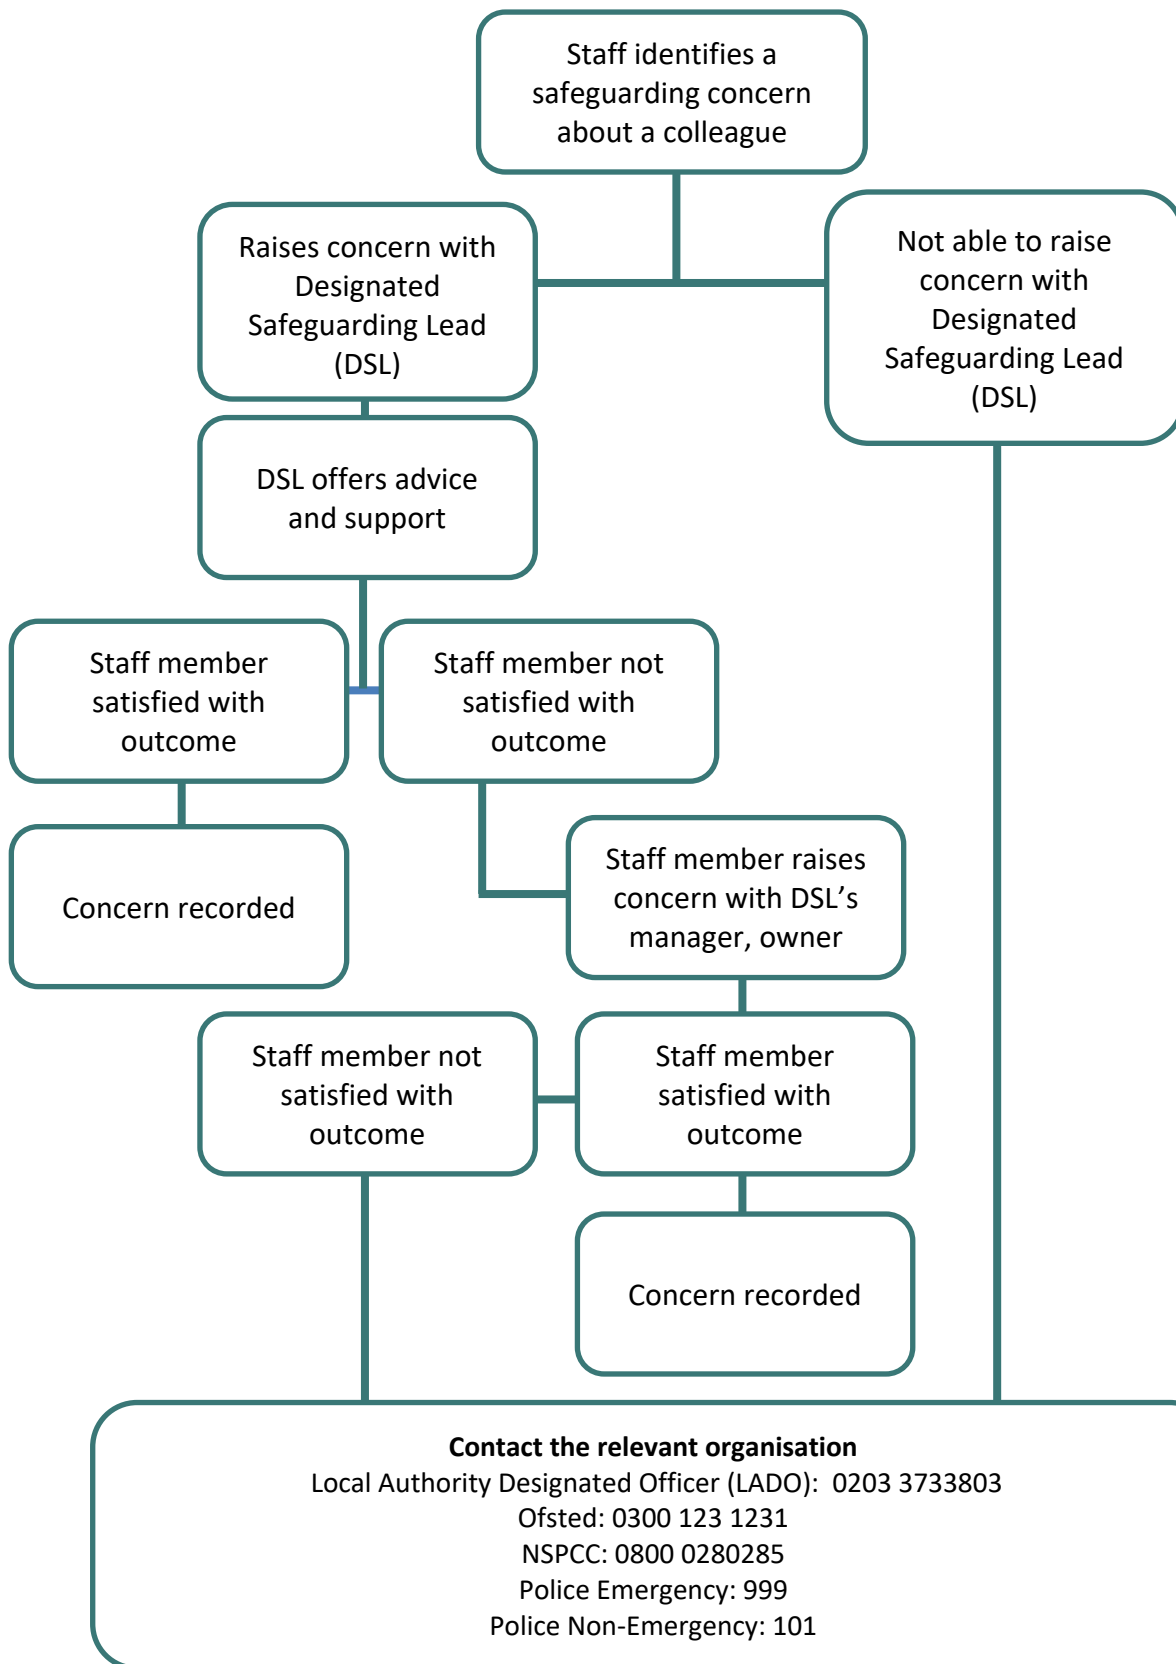 Staff identifies a
safeguarding concern
about a colleague
Raises concern with
Designated
Safeguarding Lead
(DSL)
Not able to raise
concern with
Designated
Safeguarding Lead
(DSL)
DSL offers advice
and support
Staff member
satisfied with
outcome
Staff member not
satisfied with
outcome
Concern recorded
Staff member raises
concern with DSL’s
manager, owner
Staff member not
satisfied with
outcome
Staff member
satisfied with
outcome
Concern recorded
Contact the relevant organisation
Local Authority Designated Officer (LADO): 0203 3733803
Ofsted: 0300 123 1231
NSPCC: 0800 0280285
Police Emergency: 999
Police Non-Emergency: 101